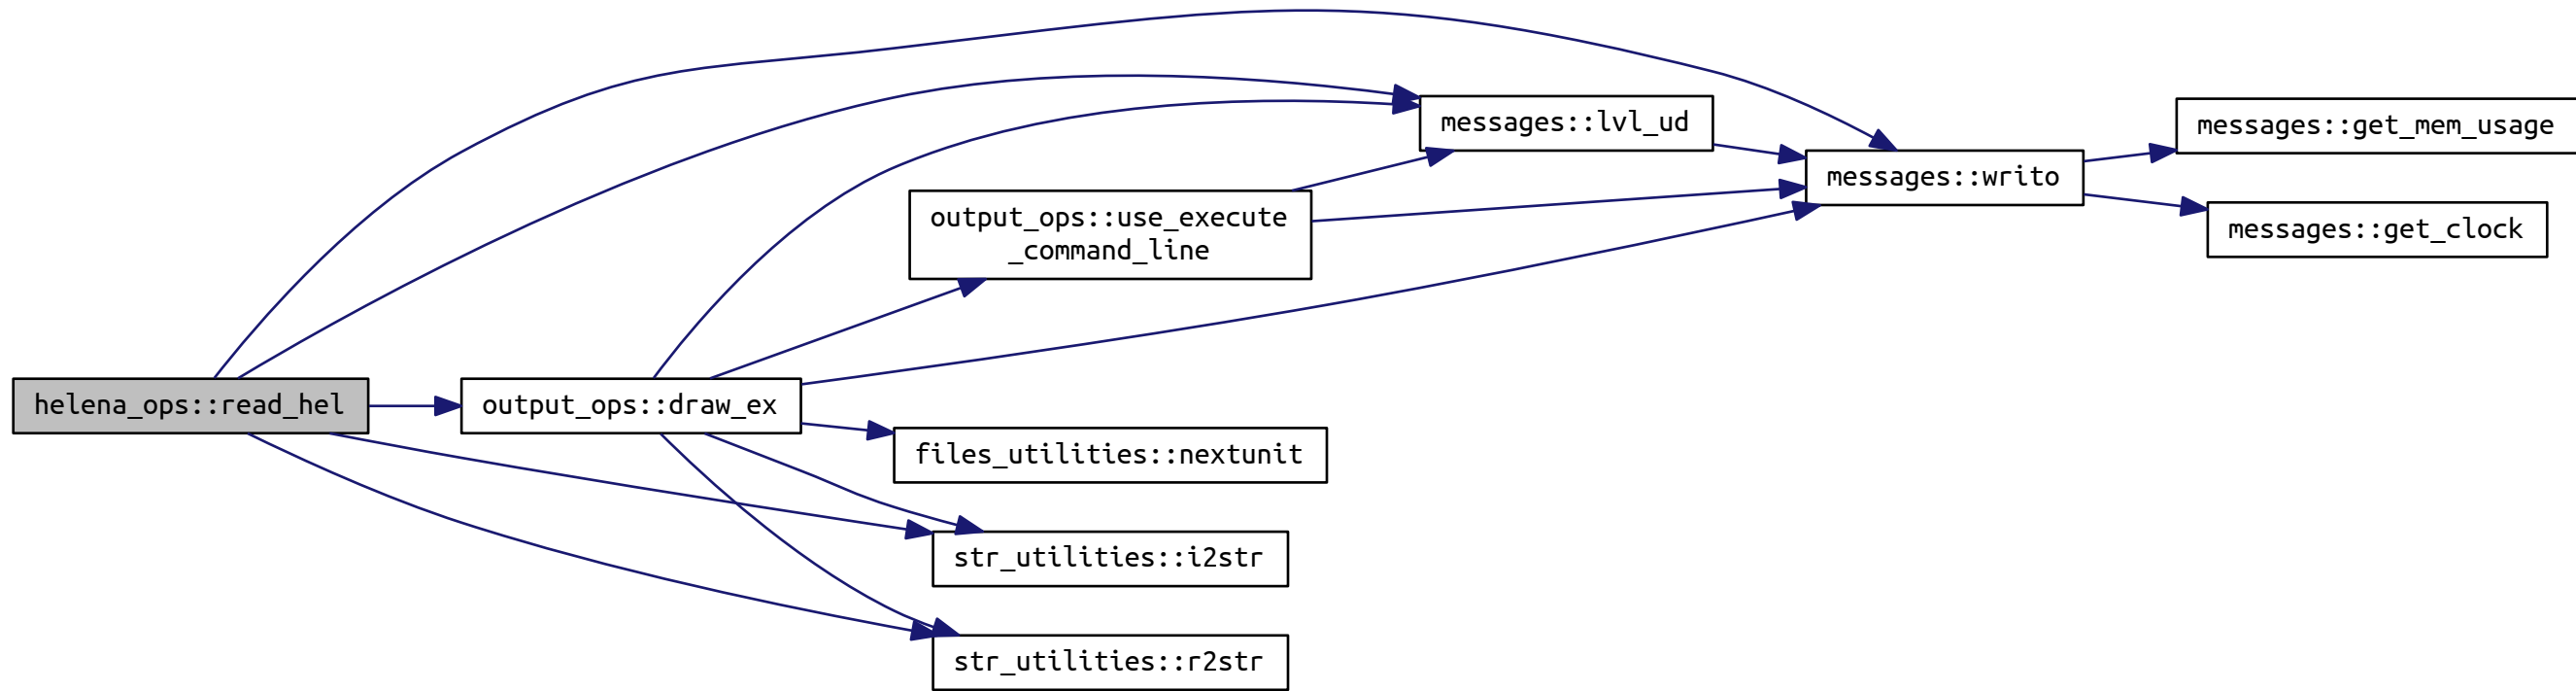 messages::lvl_ud
messages::get_mem_usage
messages::writo
output_ops::use_execute
_command_line
messages::get_clock
helena_ops::read_hel
output_ops::draw_ex
files_utilities::nextunit
str_utilities::i2str
str_utilities::r2str